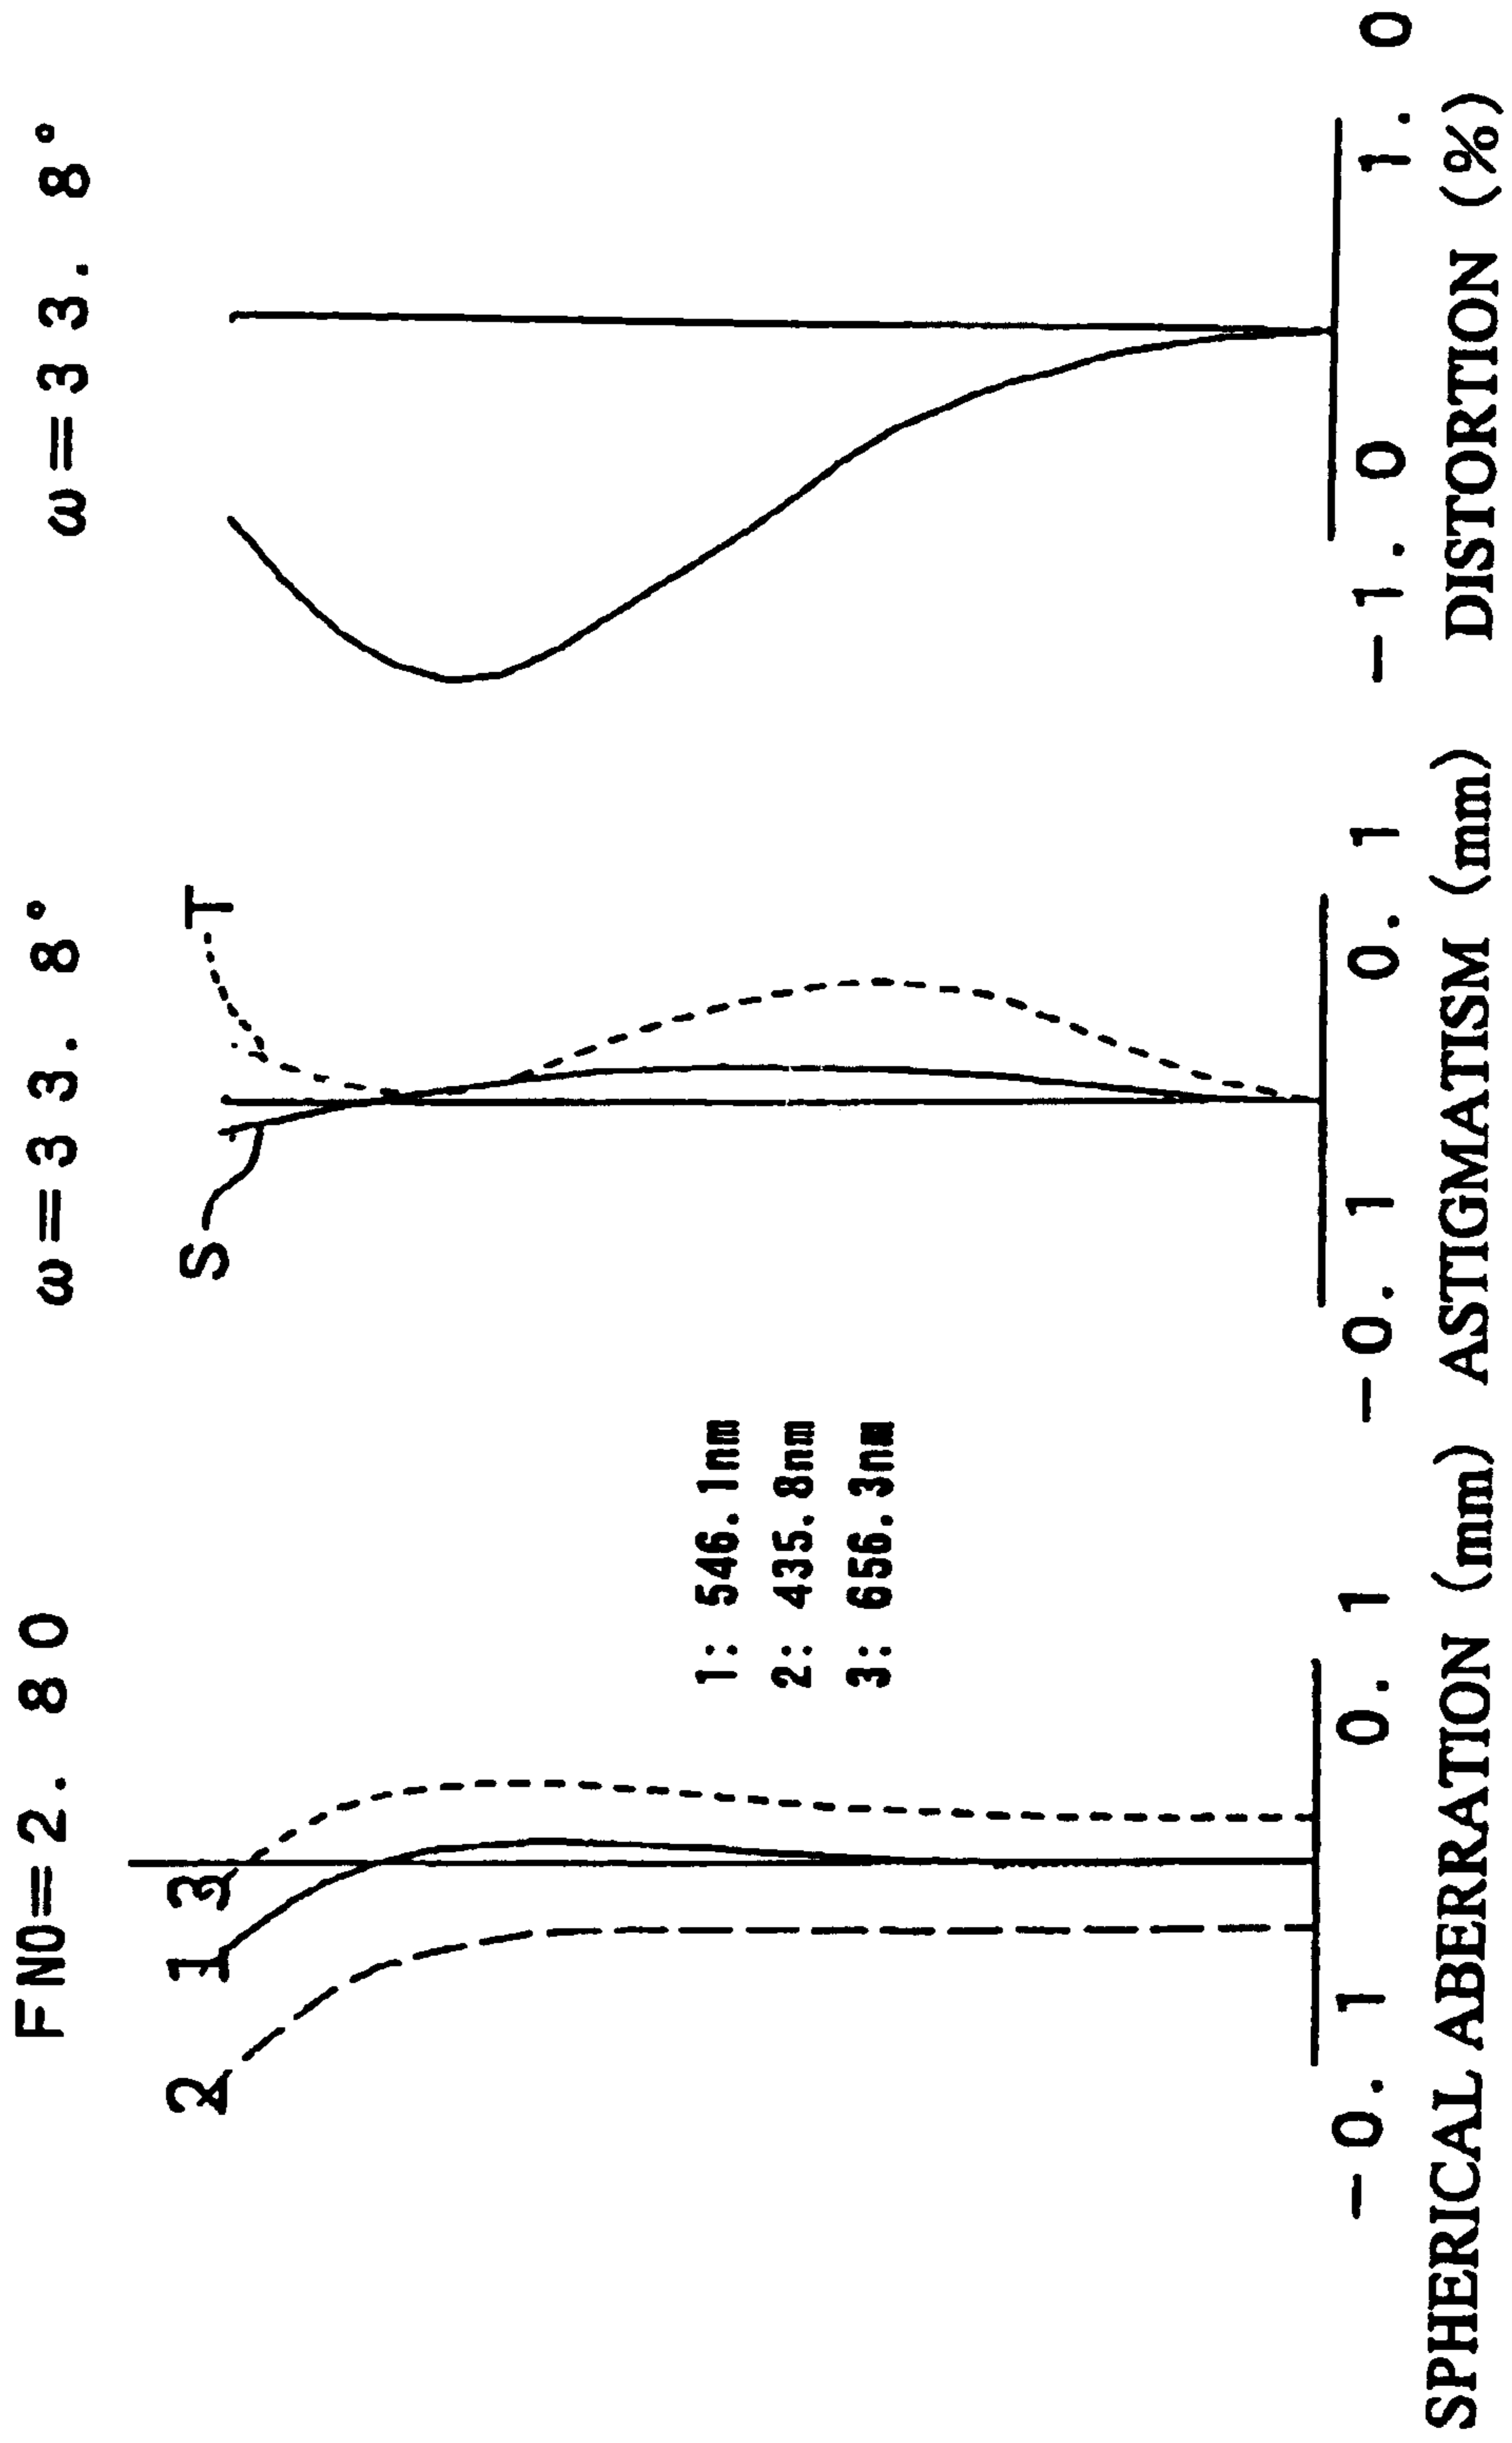 FNO=2.80
ω=33.8°
ω=33.8°
2
1
3
S
T
1: 546.1nm
2: 435.8nm
3: 656.3nm
-0.1
0.1
-0.1
0.1
-1.0
1.0
SPHERICAL ABERRATION (mm)
ASTIGMATISM (mm)
DISTORTION (%)